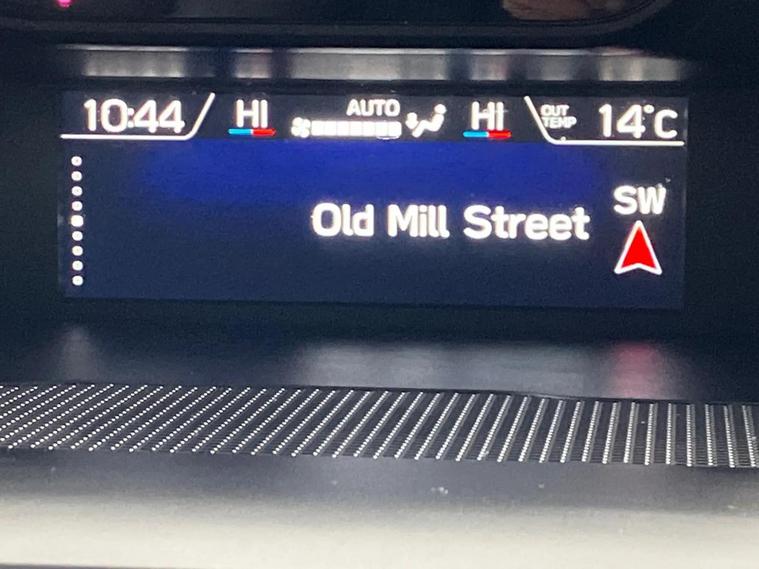 10:44 HI AUTO HI OUT TEMP 14°C
SW
Old Mill Street